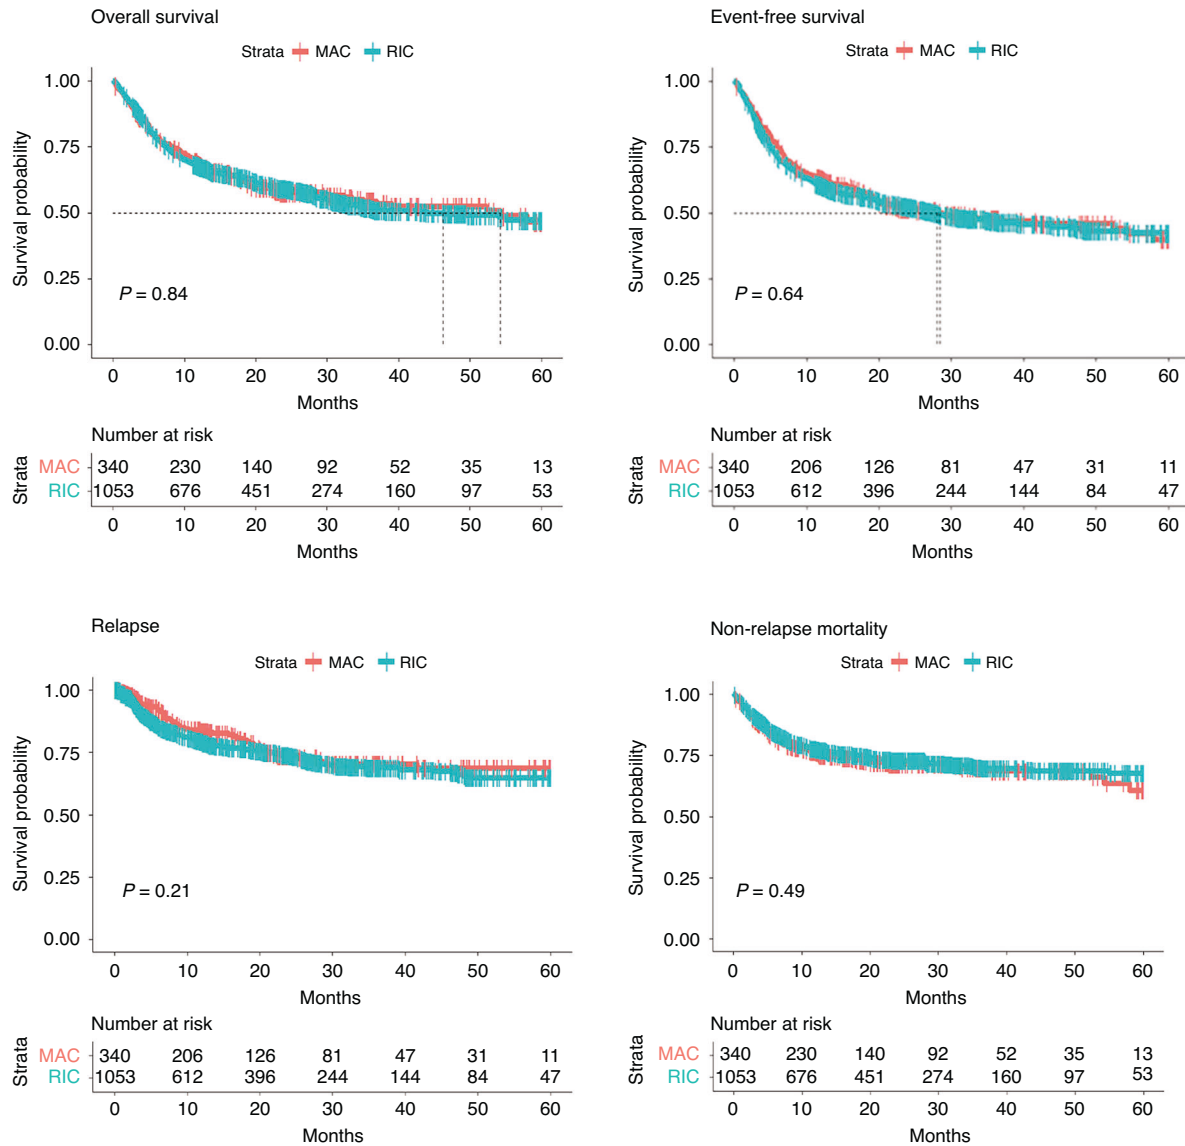 Overall survival
Strata MAC RIC
1.00
0.75
0.50
0.25
0.00
Survival probability
P = 0.84
0 10 20 30 40 50 60
Months
Number at risk
Strata
MAC 340 230 140 92 52 35 13
RIC 1053 676 451 274 160 97 53
0 10 20 30 40 50 60
Months
Event-free survival
Strata MAC RIC
1.00
0.75
0.50
0.25
0.00
Survival probability
P = 0.64
0 10 20 30 40 50 60
Months
Number at risk
Strata
MAC 340 206 126 81 47 31 11
RIC 1053 612 396 244 144 84 47
0 10 20 30 40 50 60
Months
Relapse
Strata MAC RIC
1.00
0.75
0.50
0.25
0.00
Survival probability
P = 0.21
0 10 20 30 40 50 60
Months
Number at risk
Strata
MAC 340 206 126 81 47 31 11
RIC 1053 612 396 244 144 84 47
0 10 20 30 40 50 60
Months
Non-relapse mortality
Strata MAC RIC
1.00
0.75
0.50
0.25
0.00
Survival probability
P = 0.49
0 10 20 30 40 50 60
Months
Number at risk
Strata
MAC 340 230 140 92 52 35 13
RIC 1053 676 451 274 160 97 53
0 10 20 30 40 50 60
Months